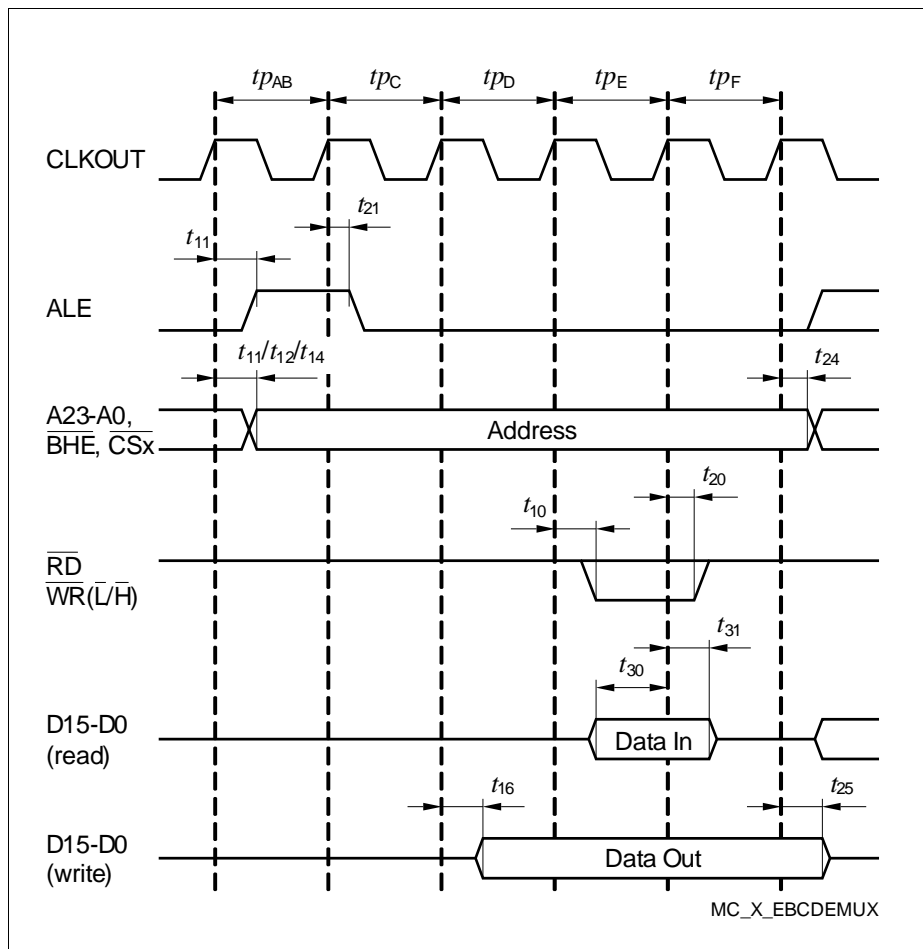 tpAB tpC tpD tpE tpF
CLKOUT
t21
t11
ALE
t11/t12/t14
t24
A23-A0,
BHE, CSx
Address
t20
t10
RD
WR(L/H)
t31
t30
D15-D0
(read)
Data In
t16
t25
D15-D0
(write)
Data Out
MC_X_EBCDEMUX